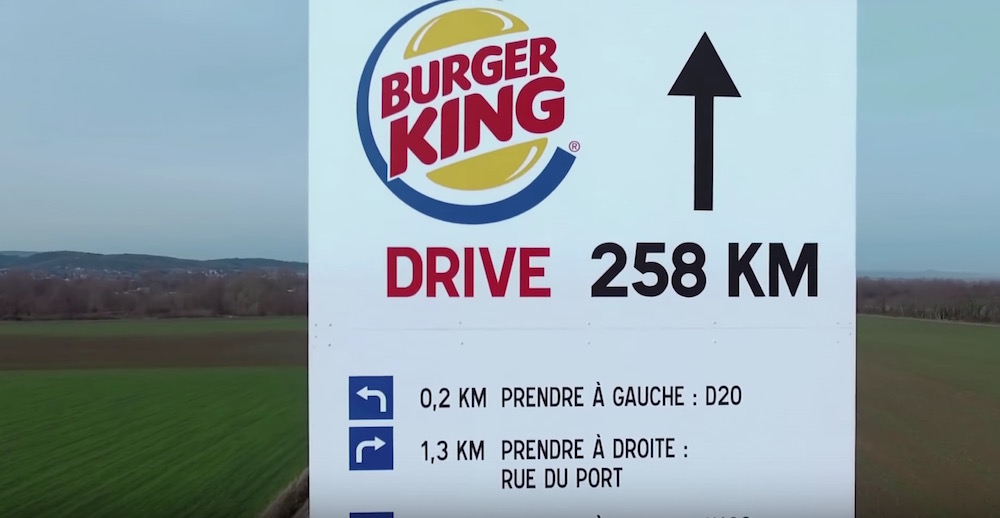 BURGER
KING
®
DRIVE 258 KM
0,2 KM PRENDRE À GAUCHE : D20
1,3 KM PRENDRE À DROITE :
RUE DU PORT